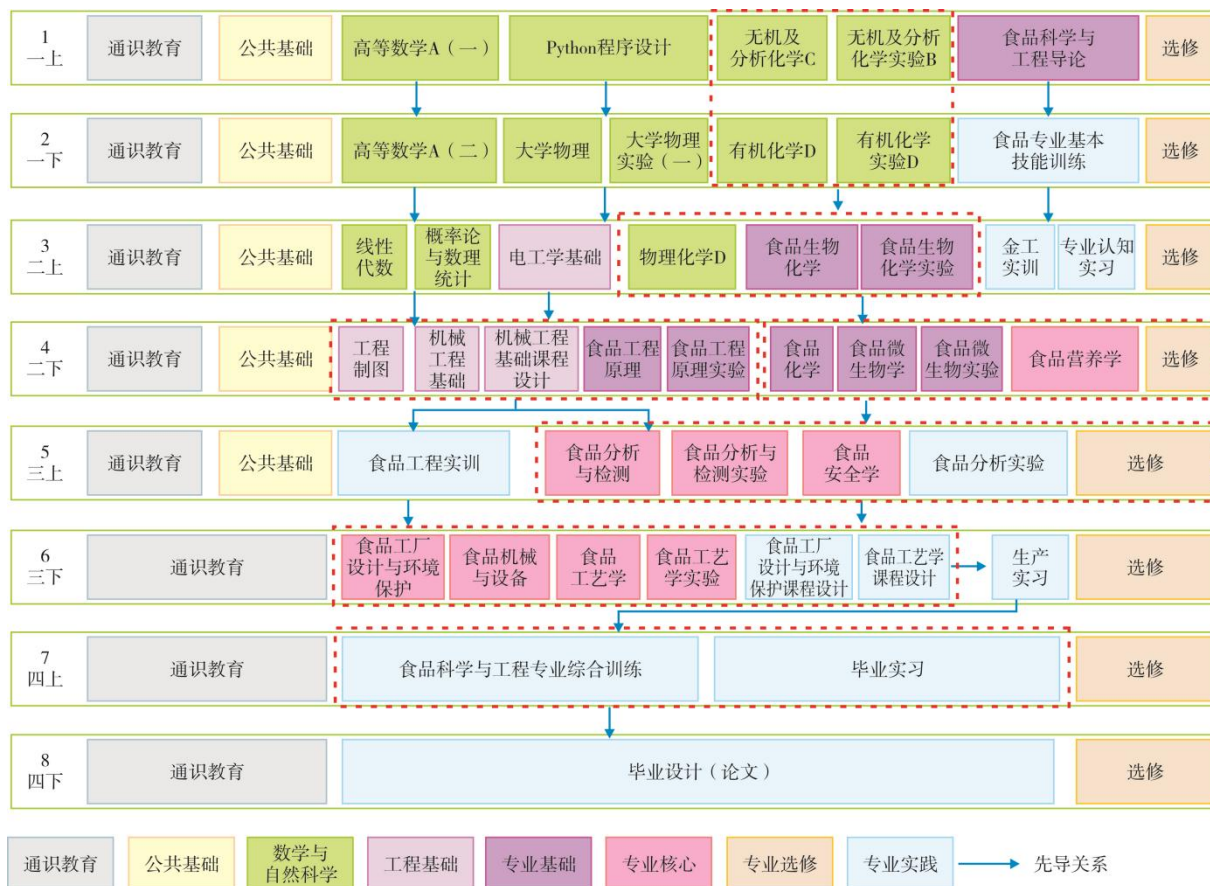 1
一上
通识教育
公共基础
高等数学A（一）
Python程序设计
无机及
分析化学C
无机及分析
化学实验B
食品科学与
工程导论
选修
2
一下
通识教育
公共基础
高等数学A（二）
大学物理
大学物理
实验（一）
有机化学D
有机化学
实验D
食品专业基本
技能训练
选修
3
二上
通识教育
公共基础
线性
代数
概率论
与数理
统计
电工学基础
物理化学D
食品生物
化学
食品生物
化学实验
金工
实训
专业认知
实习
选修
4
二下
通识教育
公共基础
工程
制图
机械
工程
基础
机械工程
基础课程
设计
食品工程
原理
食品工程
原理实验
食品
化学
食品微
生物学
食品微
生物实验
食品营养学
选修
5
三上
通识教育
公共基础
食品工程实训
食品分析
与检测
食品分析与
检测实验
食品
安全学
食品分析实验
选修
6
三下
通识教育
食品工厂
设计与环境
保护
食品机械
与设备
食品
工艺学
食品工艺
学实验
食品工厂
设计与环境
保护课程设计
食品工艺学
课程设计
生产
实习
选修
7
四上
通识教育
食品科学与工程专业综合训练
毕业实习
选修
8
四下
通识教育
毕业设计（论文）
选修
通识教育
公共基础
数学与
自然科学
工程基础
专业基础
专业核心
专业选修
专业实践
先导关系